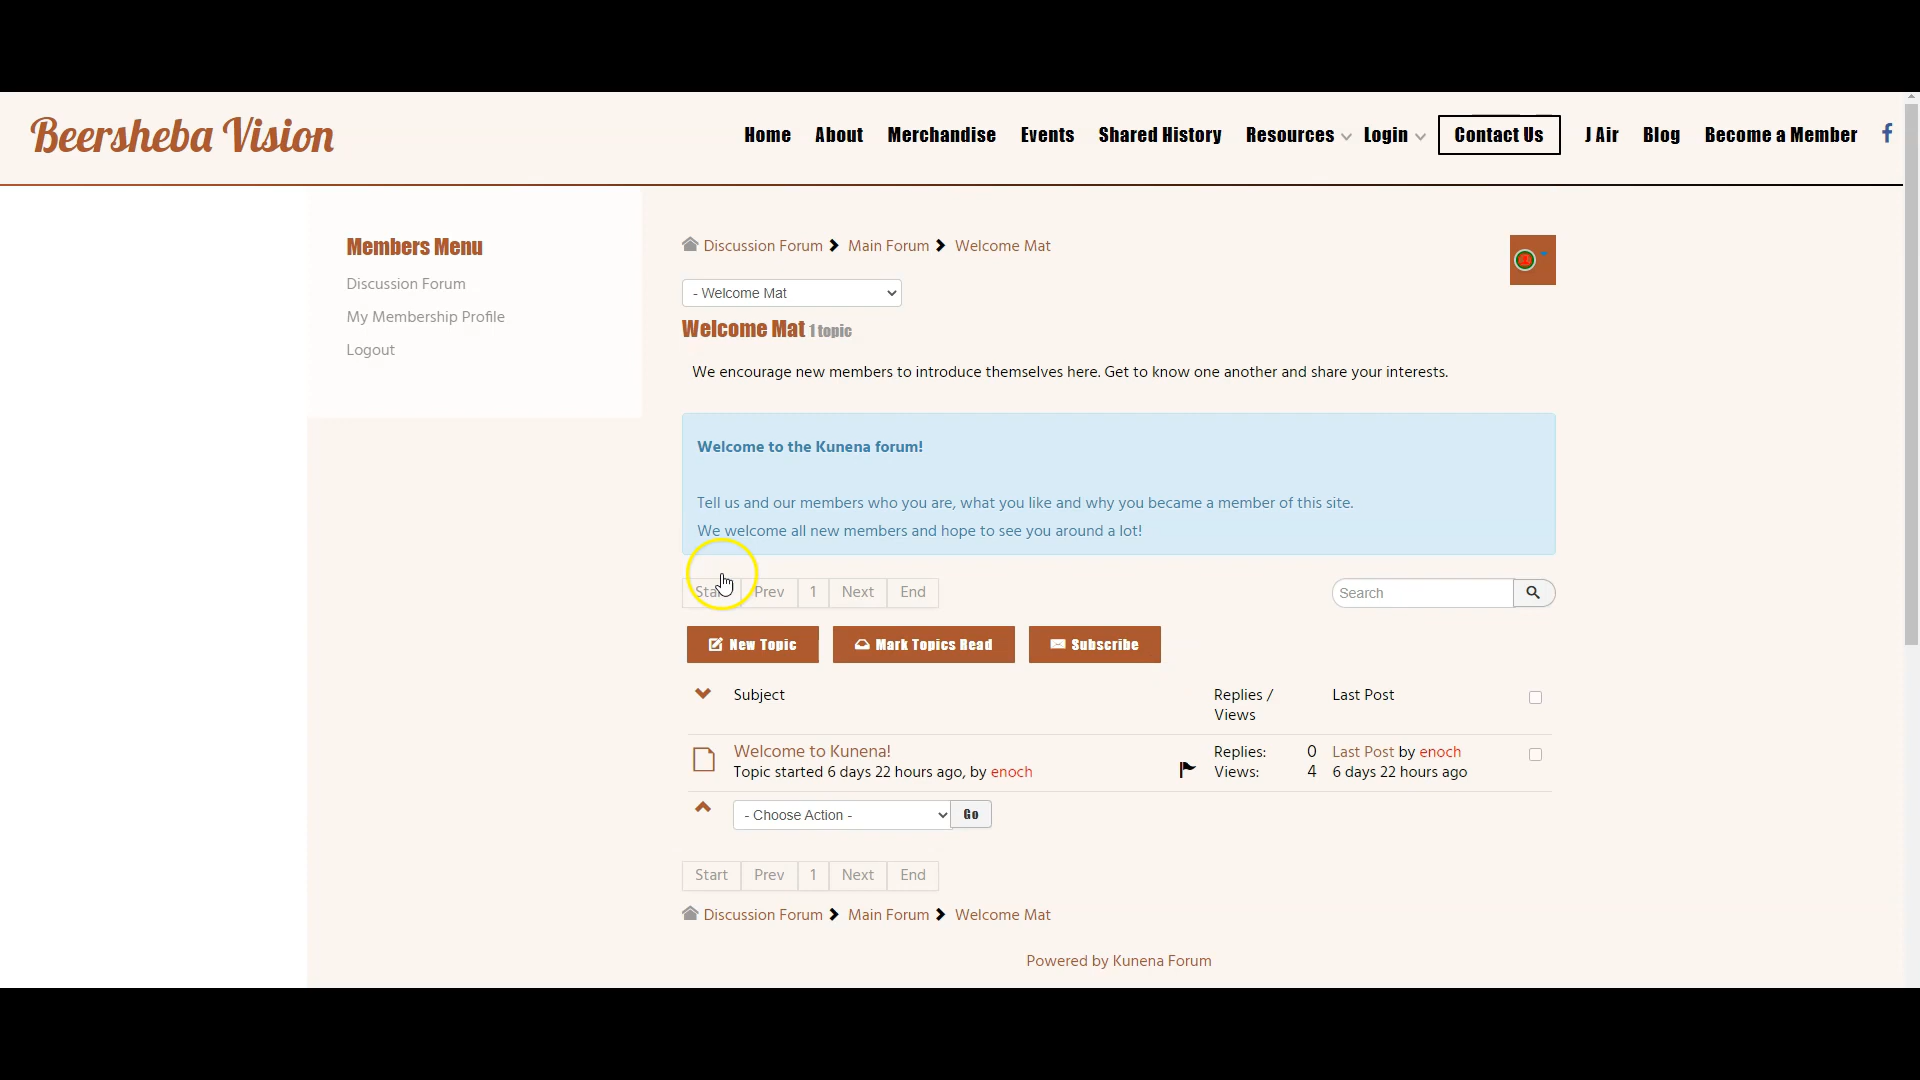 Beersheba Vision
Home About Merchandise Events Shared History Resources Login Contact Us J Air Blog Become a Member
Members Menu
Discussion Forum
My Membership Profile
Logout
Discussion Forum Main Forum Welcome Mat
- Welcome Mat
Welcome Mat 1 topic
We encourage new members to introduce themselves here. Get to know one another and share your interests.
Welcome to the Kunena forum!
Tell us and our members who you are, what you like and why you became a member of this site.
We welcome all new members and hope to see you around a lot!
Start Prev 1 Next End Search
New Topic Mark Topics Read Subscribe
Subject Replies / Views Last Post
Welcome to Kunena! Replies: 0 Last Post by enoch
Topic started 6 days 22 hours ago, by enoch Views: 4 6 days 22 hours ago
- Choose Action - Go
Start Prev 1 Next End
Discussion Forum Main Forum Welcome Mat
Powered by Kunena Forum